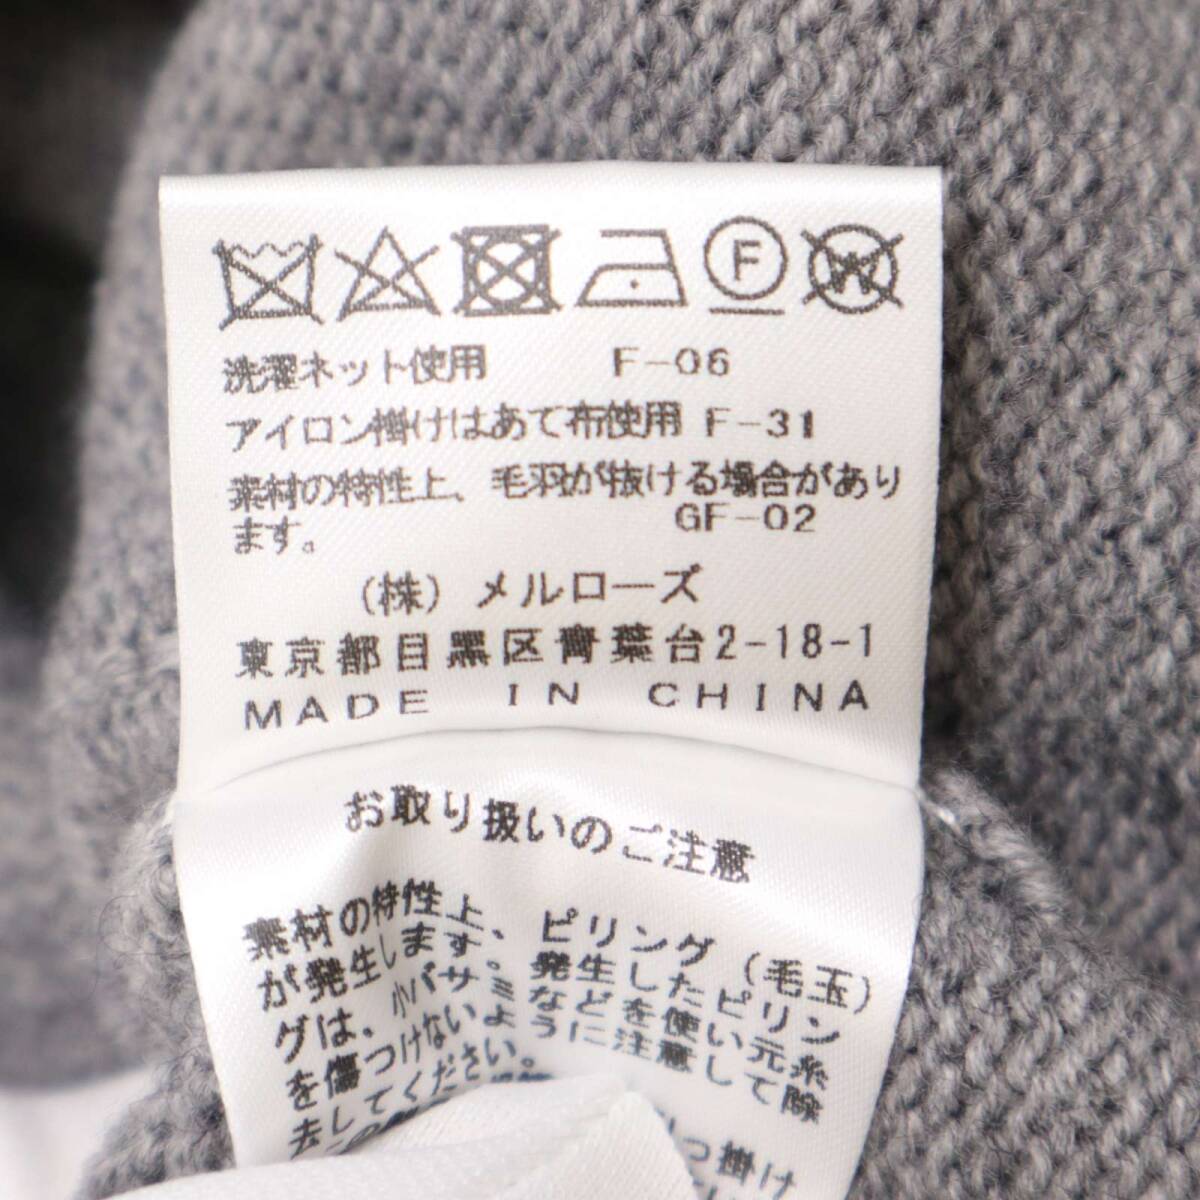 F
W
洗濯ネット使用 F-06
アイロン掛けはあて布使用 F-31
素材の特性上、毛羽が抜ける場合があり
ます。 GF-02
(株) メルローズ
東京都目黒区青葉台2-18-1
MADE IN CHINA
お取り扱いのご注意
素材の特性上、ピリング(毛玉)
が発生します。発生したピリン
グは、小バサミなどを使い元糸
を傷つけないように注意して除
去してください。
っ掛け